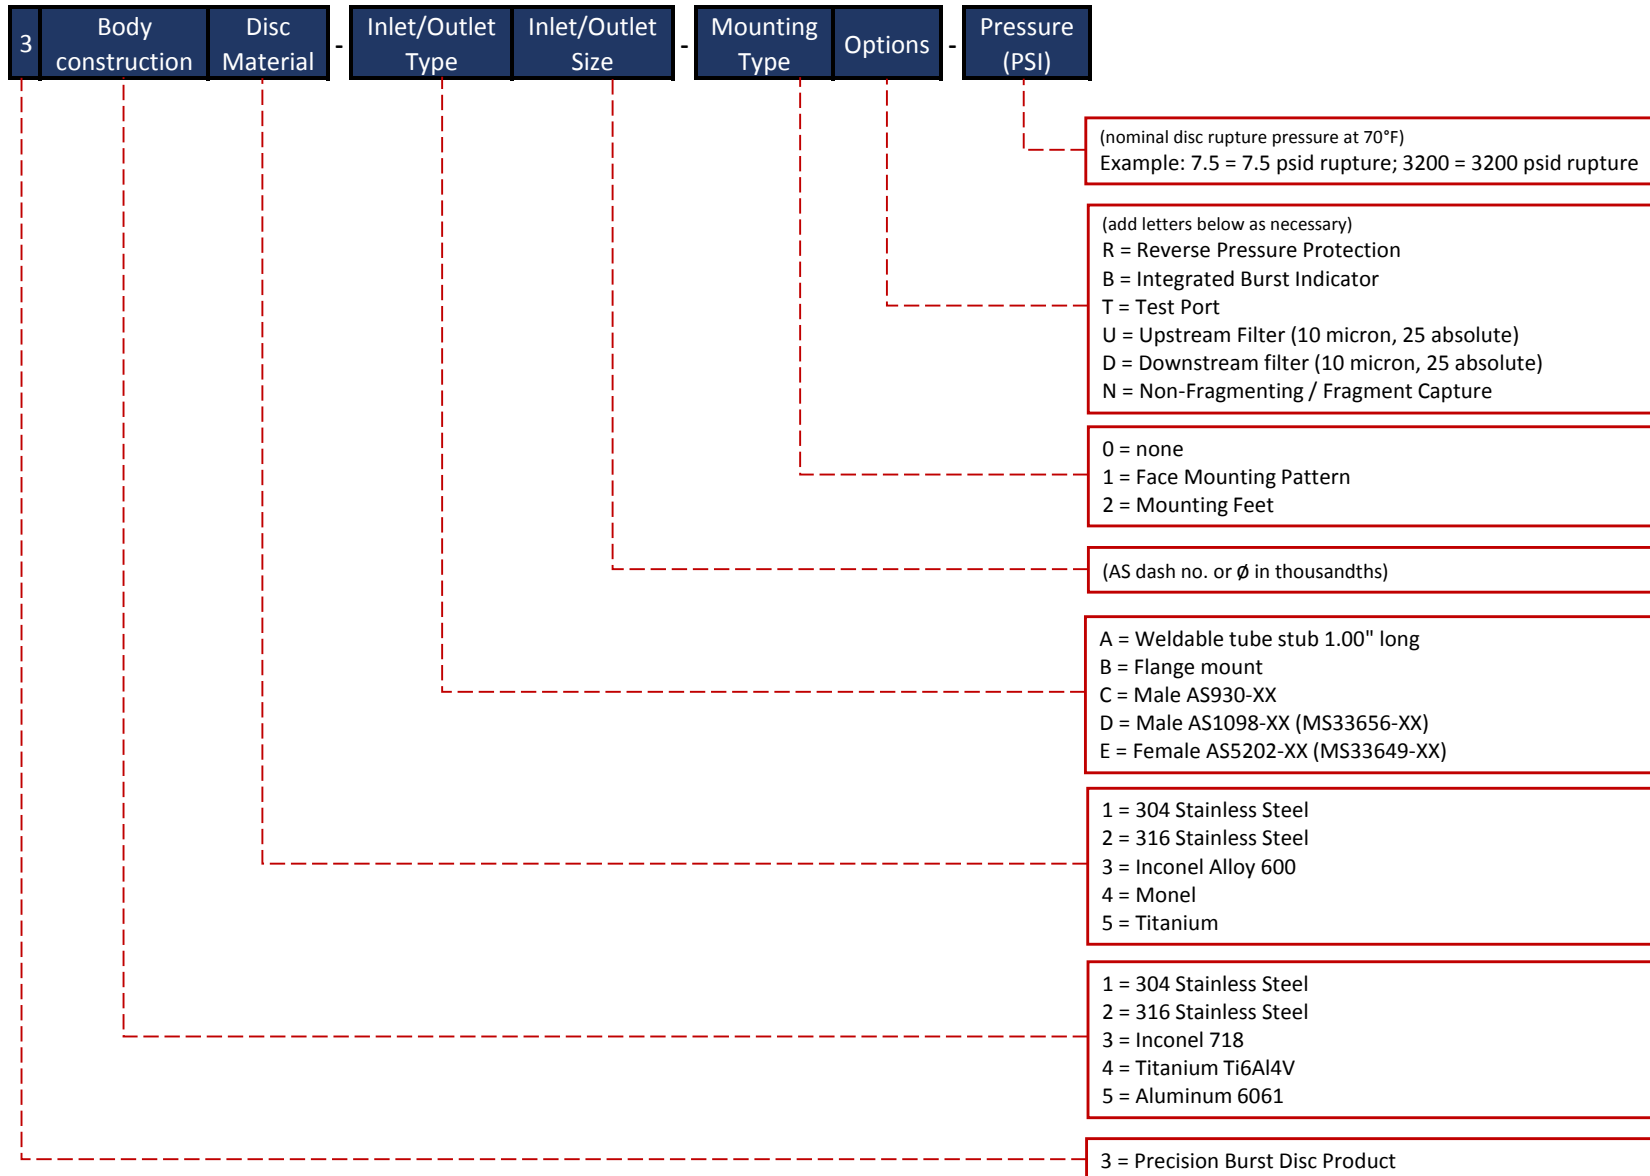 3 Body construction Disc Material - Inlet/Outlet Type Inlet/Outlet Size - Mounting Type Options - Pressure (PSI)
(nominal disc rupture pressure at 70°F)
Example: 7.5 = 7.5 psid rupture; 3200 = 3200 psid rupture
(add letters below as necessary)
R = Reverse Pressure Protection
B = Integrated Burst Indicator
T = Test Port
U = Upstream Filter (10 micron, 25 absolute)
D = Downstream filter (10 micron, 25 absolute)
N = Non-Fragmenting / Fragment Capture
0 = none
1 = Face Mounting Pattern
2 = Mounting Feet
(AS dash no. or Ø in thousandths)
A = Weldable tube stub 1.00" long
B = Flange mount
C = Male AS930-XX
D = Male AS1098-XX (MS33656-XX)
E = Female AS5202-XX (MS33649-XX)
1 = 304 Stainless Steel
2 = 316 Stainless Steel
3 = Inconel Alloy 600
4 = Monel
5 = Titanium
1 = 304 Stainless Steel
2 = 316 Stainless Steel
3 = Inconel 718
4 = Titanium Ti6Al4V
5 = Aluminum 6061
3 = Precision Burst Disc Product